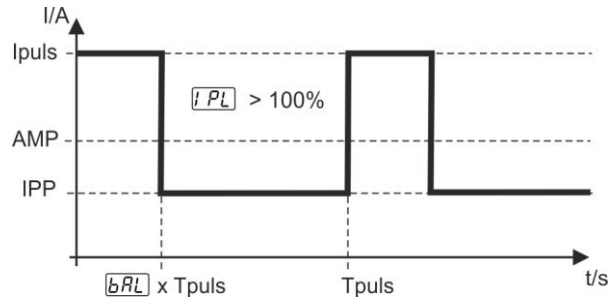 I/A
Ipuls
IPL > 100%
AMP
IPP
t/s
bAL x Tpuls
Tpuls